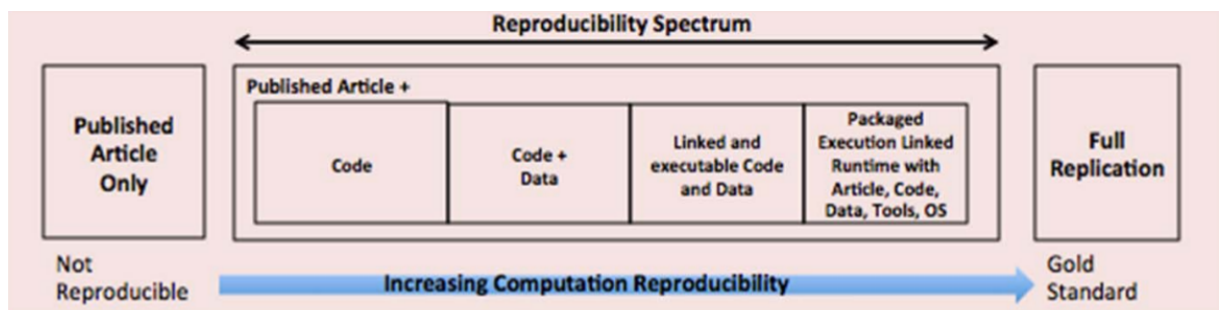 Reproducibility Spectrum
Published
Article
Only
Published Article +
Code
Code +
Data
Linked and
executable Code
and Data
Packaged
Execution Linked
Runtime with
Article, Code,
Data, Tools, OS
Full
Replication
Not
Reproducible
Increasing Computation Reproducibility
Gold
Standard